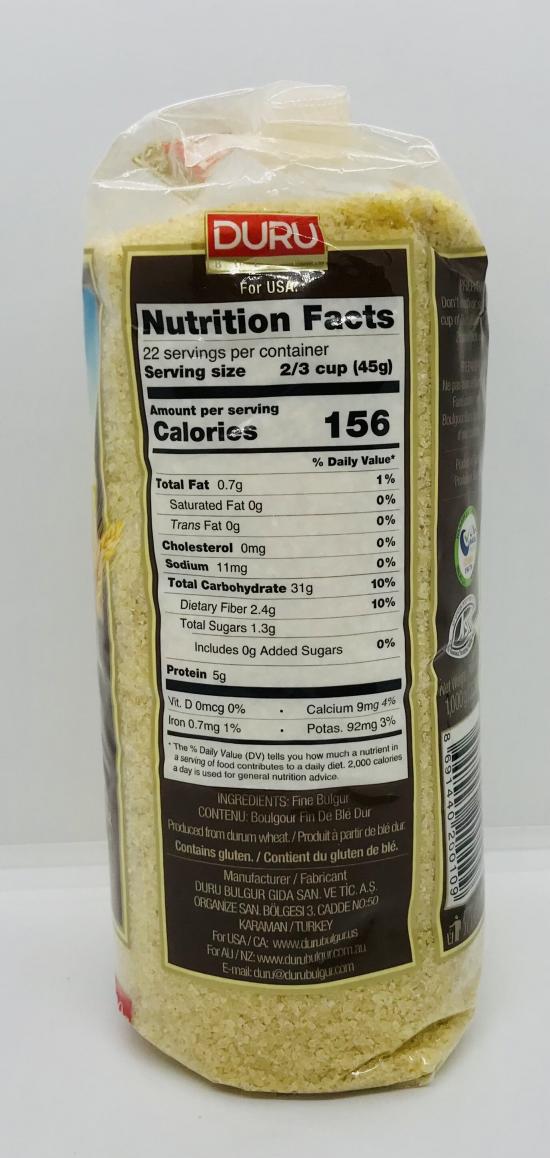 DURU
For USA:
Nutrition Facts
22 servings per container
Serving size 2/3 cup (45g)
Amount per serving
Calories 156
% Daily Value*
Total Fat 0.7g 1%
Saturated Fat 0g 0%
Trans Fat 0g 0%
Cholesterol 0mg 0%
Sodium 11mg 0%
Total Carbohydrate 31g 10%
Dietary Fiber 2.4g 10%
Total Sugars 1.3g
Includes 0g Added Sugars 0%
Protein 5g
Vit. D 0mcg 0% • Calcium 9mg 4%
Iron 0.7mg 1% • Potas. 92mg 3%
* The % Daily Value (DV) tells you how much a nutrient in
a serving of food contributes to a daily diet. 2,000 calories
a day is used for general nutrition advice.
INGREDIENTS: Fine Bulgur
CONTENU: Boulgour Fin De Blé Dur
Produced from durum wheat. / Produit à partir de blé dur.
Contains gluten. / Contient du gluten de blé.
Manufacturer / Fabricant
DURU BULGUR GIDA SAN. VE TİC. A.Ş.
ORGANİZE SAN. BÖLGESİ 3. CADDE NO:50
KARAMAN / TURKEY
For USA / CA: www.durubulgur.us
For AU / NZ: www.durubulgur.com.au
E-mail: duru@durubulgur.com
Don't
cup of
Net
8 691440 200109